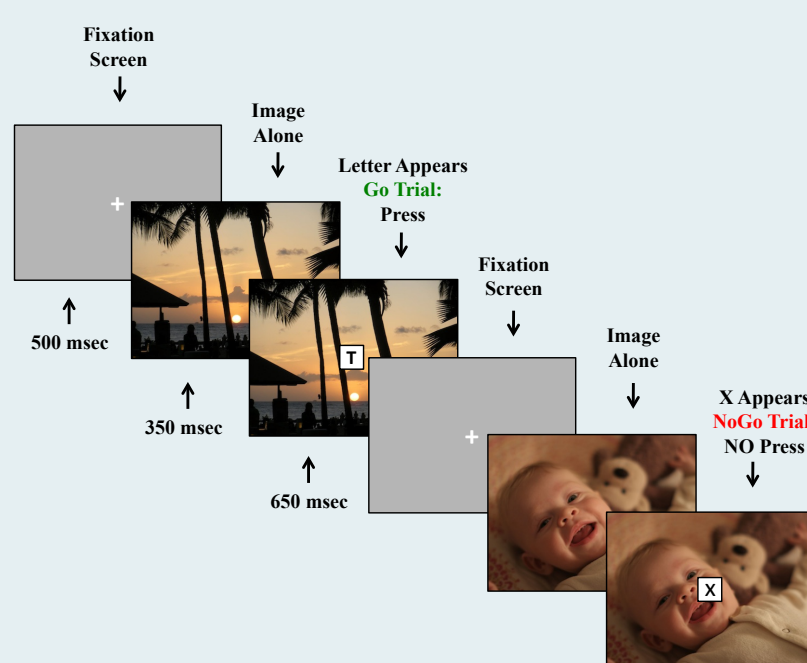 Fixation
Screen
Image
Alone
Letter Appears
Go Trial:
Press
Fixation
Screen
Image
Alone
X Appears
NoGo Trial
NO Press
500 msec
350 msec
650 msec
T
X